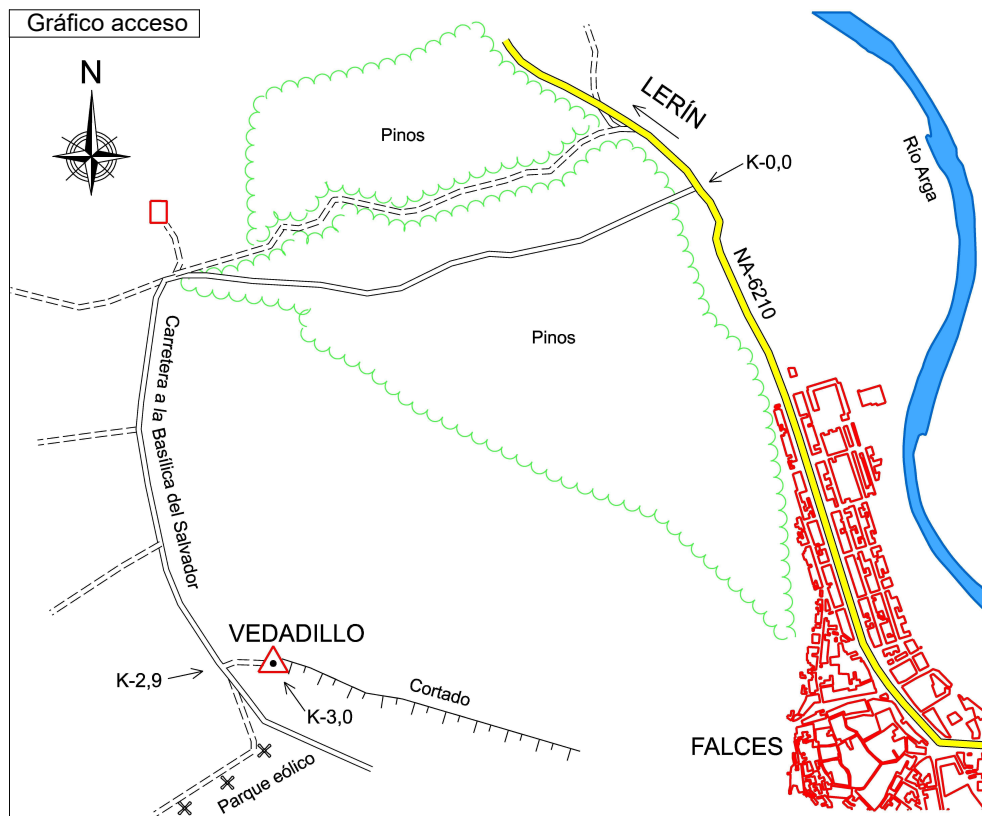 Gráfico acceso
N
LERÍN
Pinos
K-0,0
Río Arga
NA-6210
Pinos
Carretera a la Basílica del Salvador
VEDADILLO
K-2,9
K-3,0
Cortado
FALCES
Parque eólico